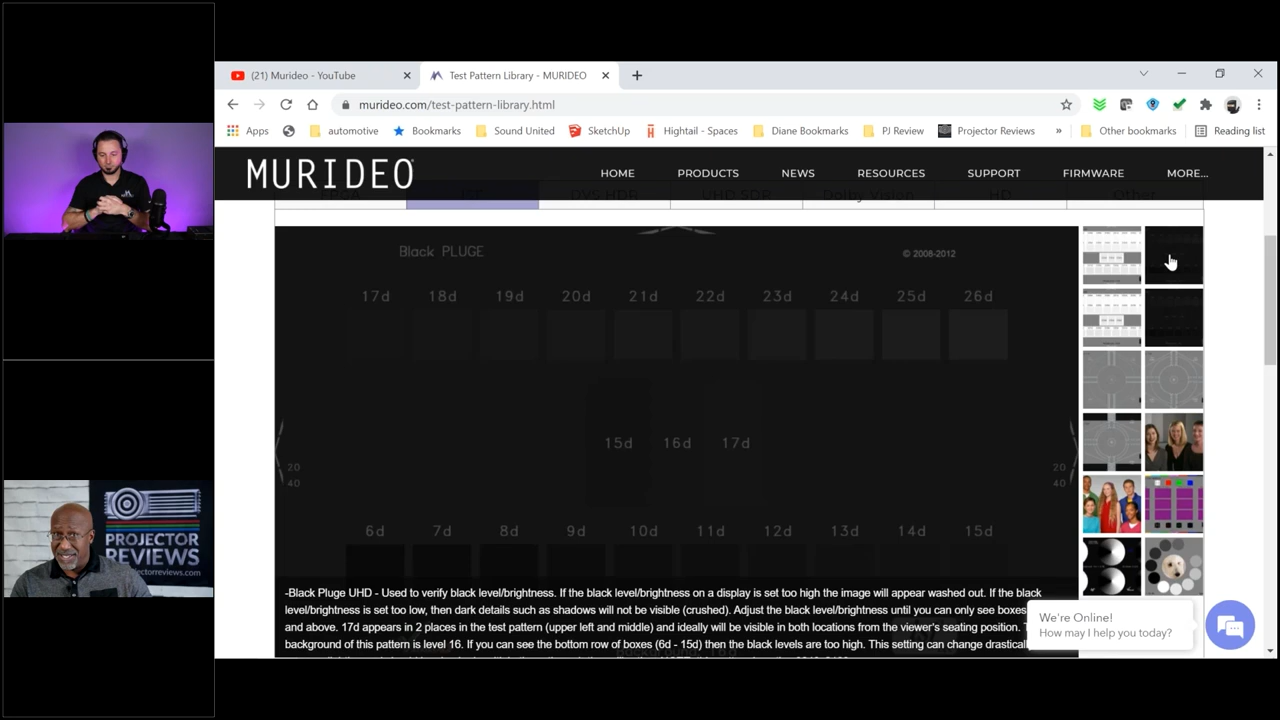 (21) Murideo - YouTube
Test Pattern Library - MURIDEO
murideo.com/test-pattern-library.html
Apps automotive Bookmarks Sound United SketchUp Hightail - Spaces Diane Bookmarks PJ Review Projector Reviews » Other bookmarks Reading list
MURIDEO
HOME PRODUCTS NEWS RESOURCES SUPPORT FIRMWARE MORE...
DVS HDR UHD SDR Dolby Vision HD Other
Black PLUGE © 2008-2012
17d 18d 19d 20d 21d 22d 23d 24d 25d 26d
15d 16d 17d
20 20
40 40
6d 7d 8d 9d 10d 11d 12d 13d 14d 15d
-Black Pluge UHD - Used to verify black level/brightness. If the black level/brightness on a display is set too high the image will appear washed out. If the black
level/brightness is set too low, then dark details such as shadows will not be visible (crushed). Adjust the black level/brightness until you can only see boxes
and above. 17d appears in 2 places in the test pattern (upper left and middle) and ideally will be visible in both locations from the viewer's seating position.
background of this pattern is level 16. If you can see the bottom row of boxes (6d - 15d) then the black levels are too high. This setting can change
We're Online!
How may I help you today?
PROJECTOR
REVIEWS
projectorreviews.com